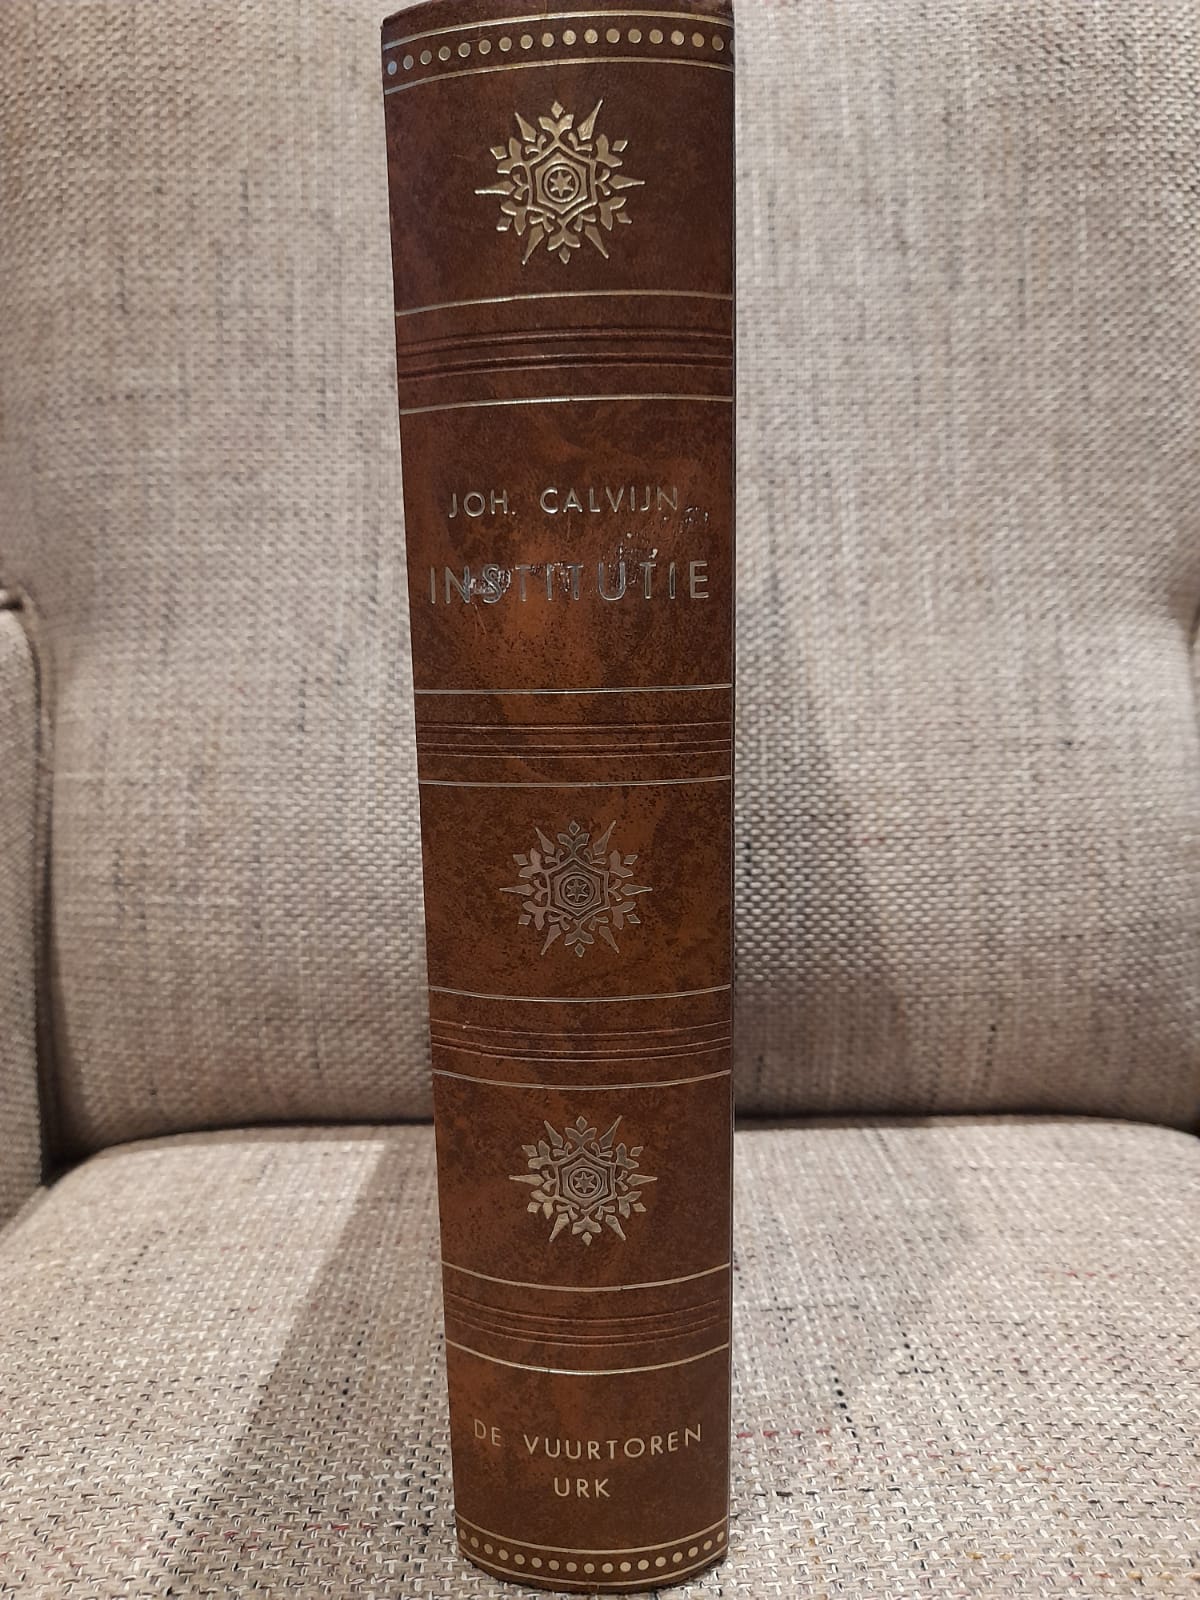 JOH. CALVIJN
INSTITUTIE
DE VUURTOREN
URK